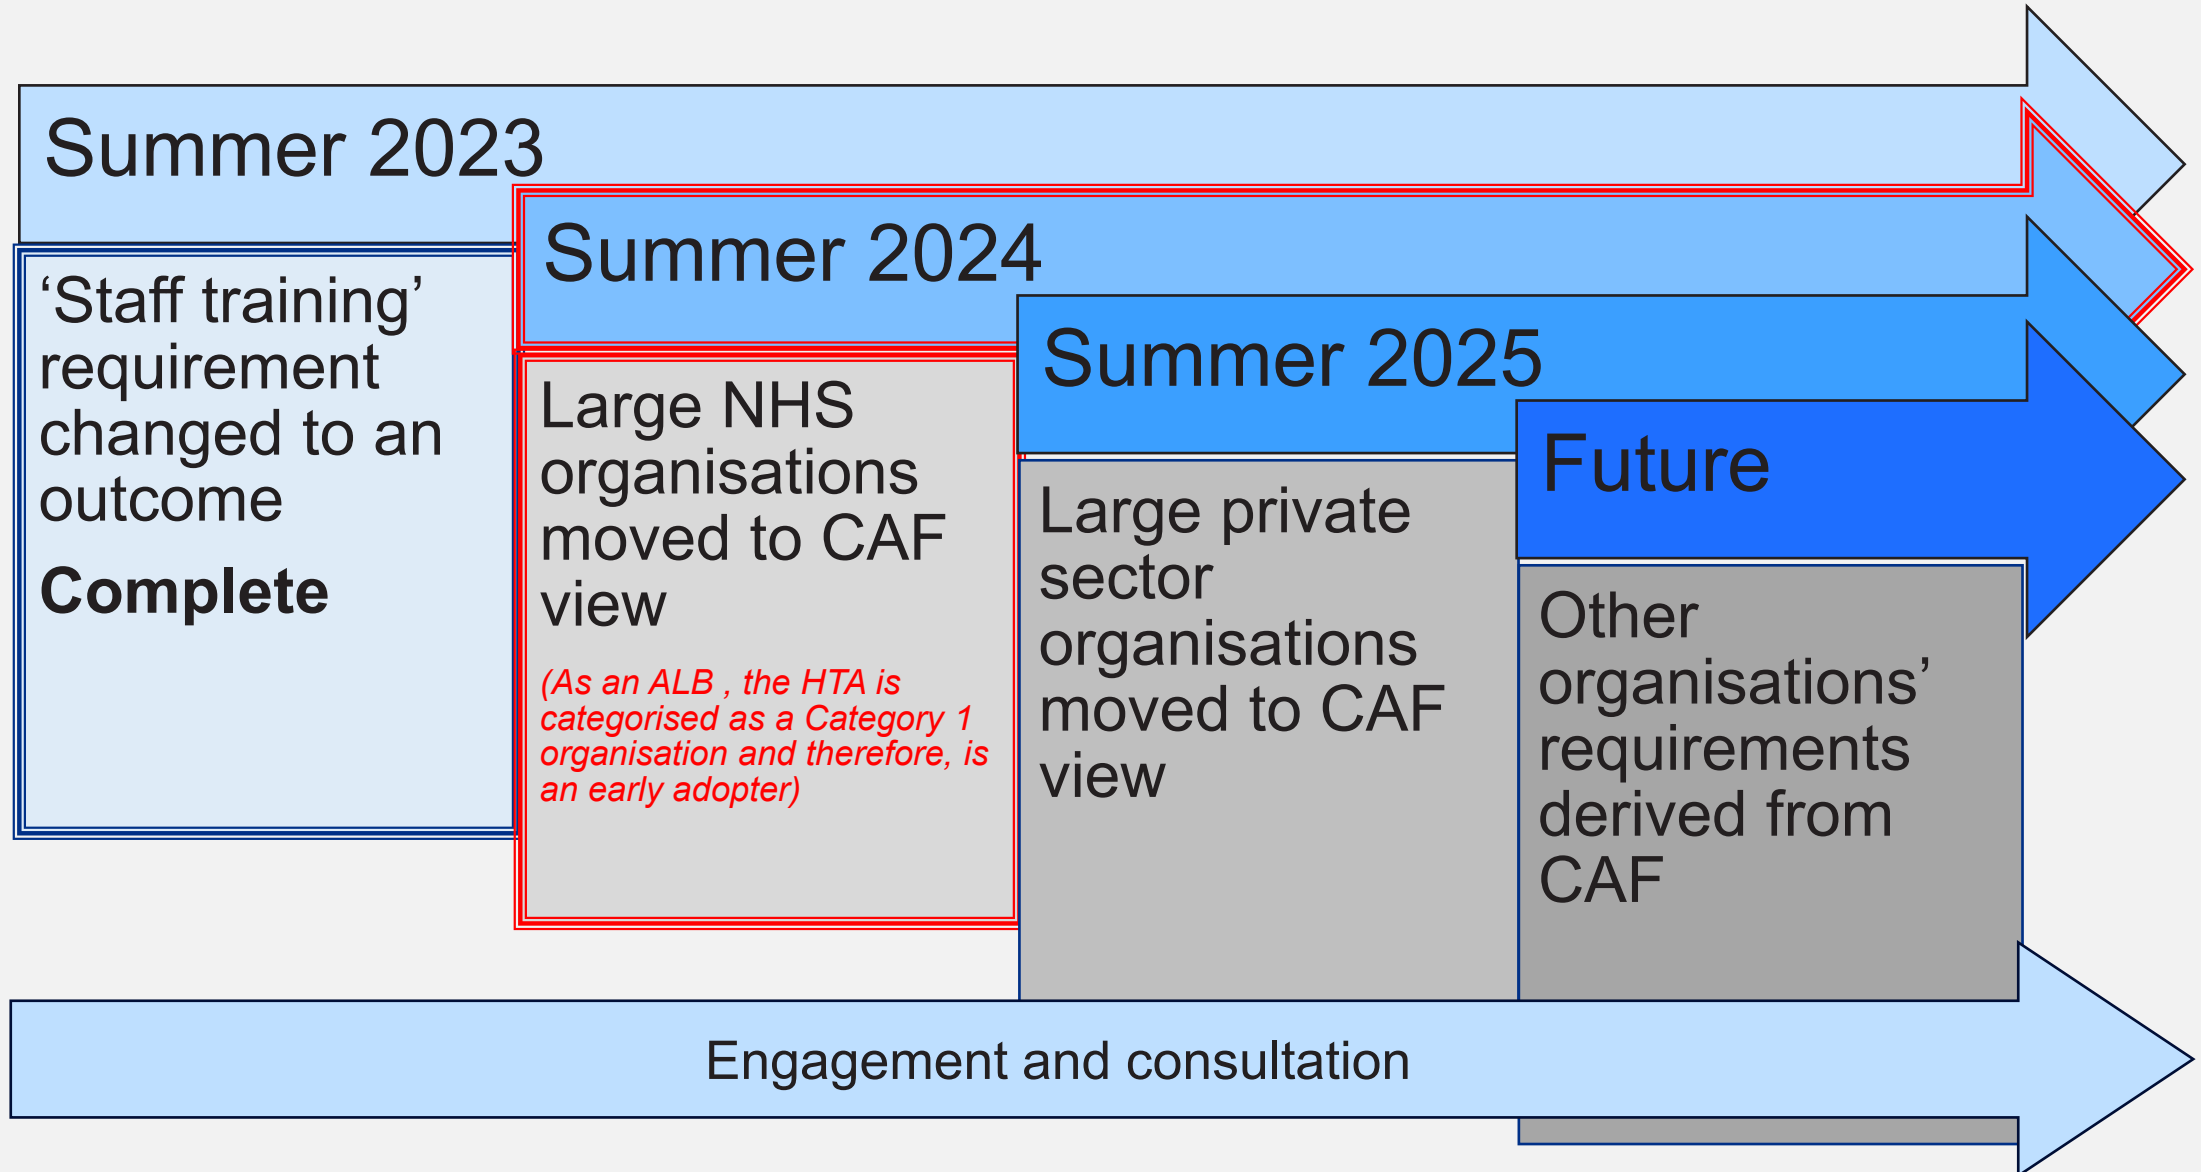 Summer 2023
‘Staff training’
requirement
changed to an
outcome
Complete
Summer 2024
Large NHS
organisations
moved to CAF
view
(As an ALB , the HTA is
categorised as a Category 1
organisation and therefore, is
an early adopter)
Summer 2025
Large private
sector
organisations
moved to CAF
view
Future
Other
organisations’
requirements
derived from
CAF
Engagement and consultation